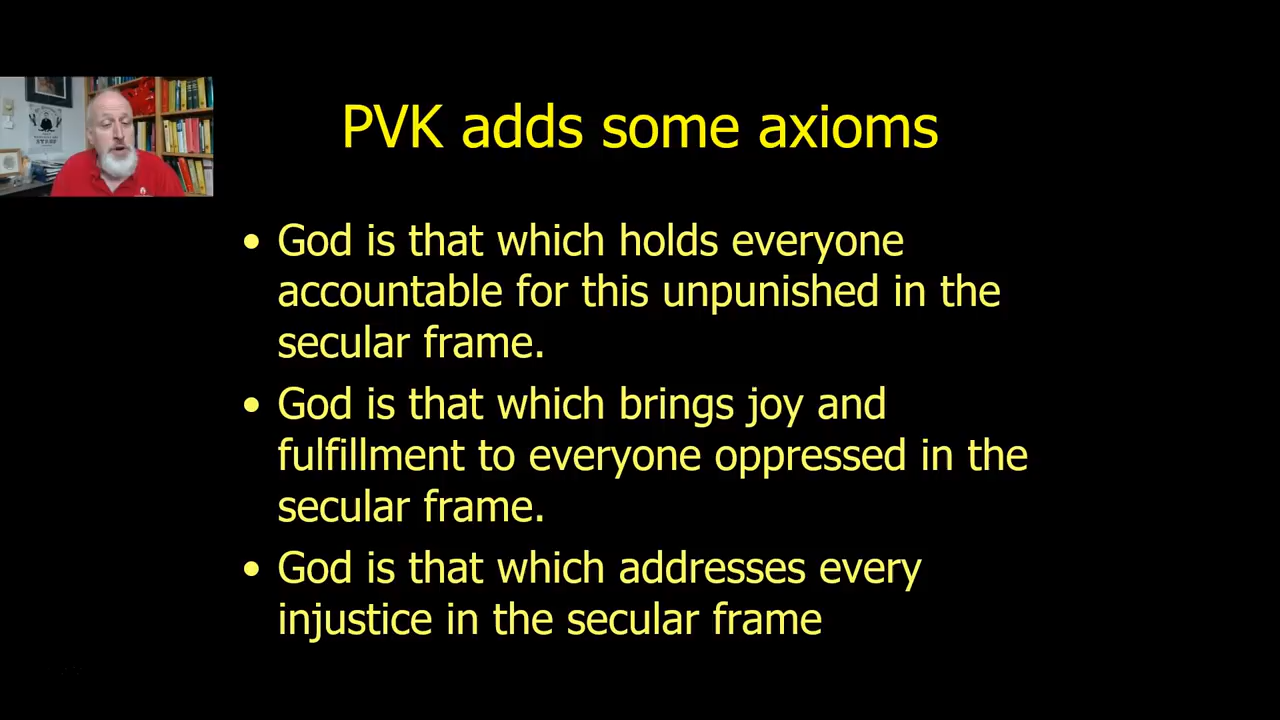 PVK adds some axioms
• God is that which holds everyone
accountable for this unpunished in the
secular frame.
• God is that which brings joy and
fulfillment to everyone oppressed in the
secular frame.
• God is that which addresses every
injustice in the secular frame